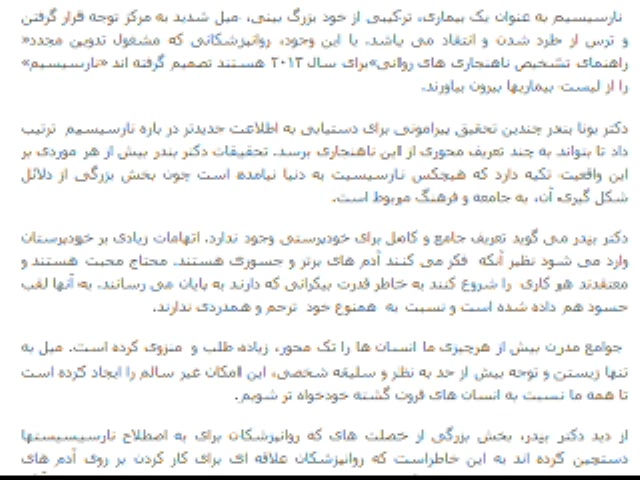 نارسیسیم به عنوان یک بیماری، ترکیبی از خود بزرگ بینی، میل شدید به مرکز توجه قرار گرفتن
و ترس از طرد شدن و انتقاد می باشد. با این وجود، روانپزشکانی که مشغول تدوین مجدد«
راهنمای تشخیص ناهنجاری های روانی»برای سال ۲۰۱۳ هستند تصمیم گرفته اند «نارسیسیم»
را از لیست بیماریها بیرون بیاورند.
دکتر یونا بندر چندین تحقیق پیرامونی برای دستیابی به اطلاعت جدیدتر در باره نارسیسیم ترتیب
داد تا بتواند به چند تعریف محوری از این ناهنجاری برسد. تحقیقات دکتر بندر بیش از هر موردی بر
این واقعیت تکیه دارد که هیچکس نارسیسیت به دنیا نیامده است چون بخش بزرگی از دلائل
شکل گیری آن، به جامعه و فرهنگ مربوط است.
دکتر بندر می گوید تعریف جامع و کامل برای خودپرستی وجود ندارد. اتهامات زیادی بر خودپرستان
وارد می شود نظیر آنکه فکر می کنند آدم های برتر و جسوری هستند. محتاج محبت هستند و
معتقدند هر کاری را شروع کنند به خاطر قدرت بیکرانی که دارند به پایان می رسانند. به آنها لقب
حسود هم داده شده است و نسبت به همنوع خود ترحم و همدردی ندارند.
جوامع مدرن بیش از هرچیزی ما انسان ها را تک محور، زیاده طلب و منزوی کرده است. میل به
تنها زیستن و توجه بیش از حد به نظر و سلیقه شخصی، این امکان غیر سالم را ایجاد کرده است
تا همه ما نسبت به انسان های قرون گشته خودخواه تر شویم.
از دید دکتر بیدر، بخش بزرگی از خصلت های که روانپزشکان برای به اصطلاح نارسیسیستها
دستچین کرده اند به این خاطراست که روانپزشکان علاقه ای برای کار کردن بر روی آدم های